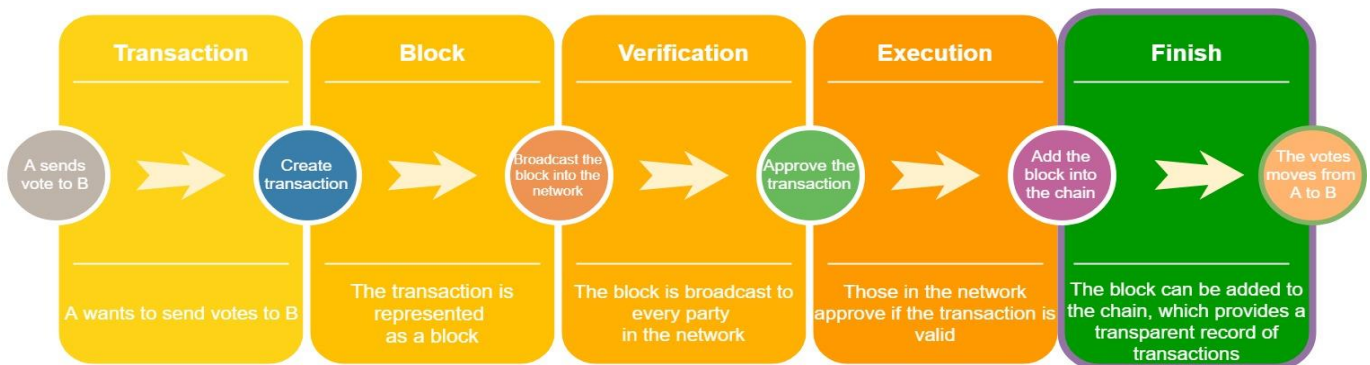 Transaction
Block
Verification
Execution
Finish
A sends
vote to B
Create
transaction
Broadcast the
block into the
network
Approve the
transaction
Add the
block into
the chain
The votes
moves from
A to B
A wants to send votes to B
The transaction is
represented
as a block
The block is broadcast to
every party
in the network
Those in the network
approve if the transaction is
valid
The block can be added to
the chain, which provides a
transparent record of
transactions